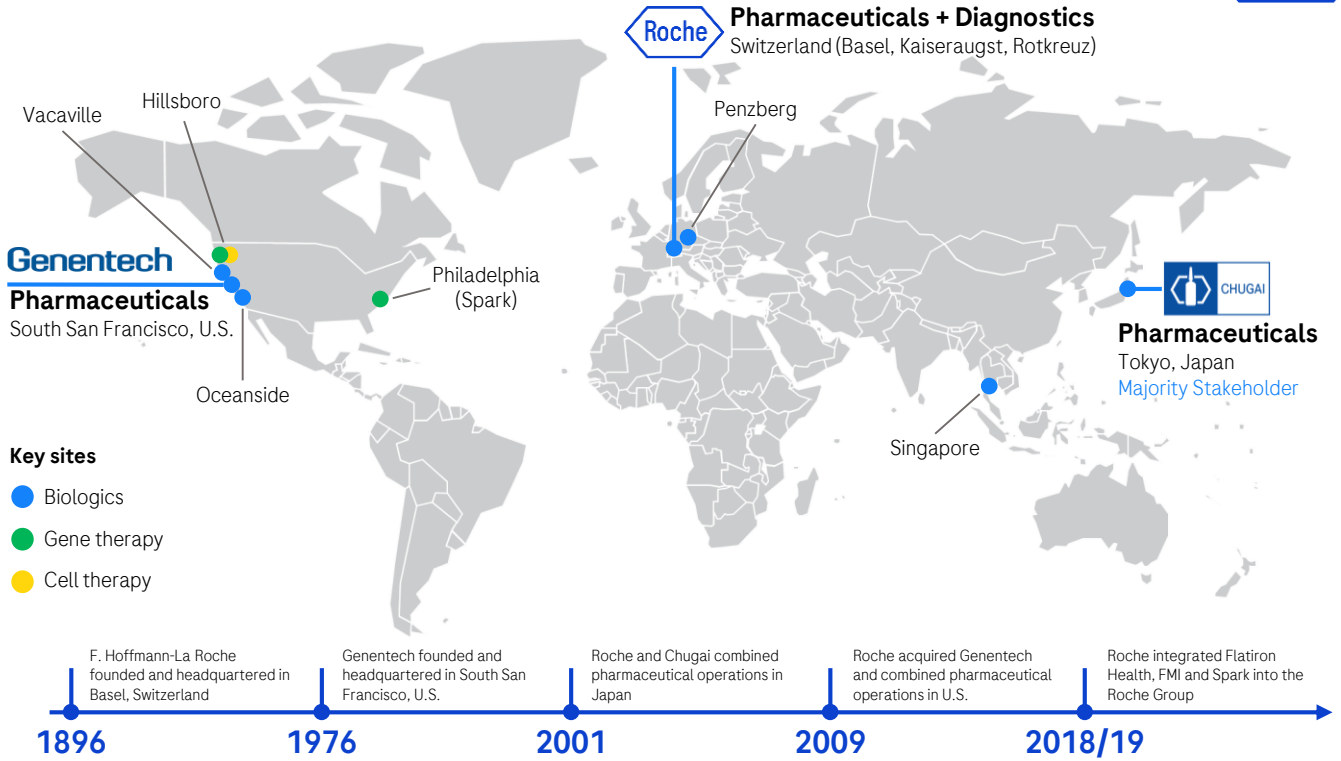 Roche
Pharmaceuticals + Diagnostics
Switzerland (Basel, Kaiseraugst, Rotkreuz)
Vacaville
Hillsboro
Penzberg
Genentech
Pharmaceuticals
South San Francisco, U.S.
Philadelphia
(Spark)
Oceanside
CHUGAI
Pharmaceuticals
Tokyo, Japan
Majority Stakeholder
Singapore
Key sites
Biologics
Gene therapy
Cell therapy
F. Hoffmann-La Roche
founded and headquartered in
Basel, Switzerland
Genentech founded and
headquartered in South San
Francisco, U.S.
Roche and Chugai combined
pharmaceutical operations in
Japan
Roche acquired Genentech
and combined pharmaceutical
operations in U.S.
Roche integrated Flatiron
Health, FMI and Spark into the
Roche Group
1896
1976
2001
2009
2018/19